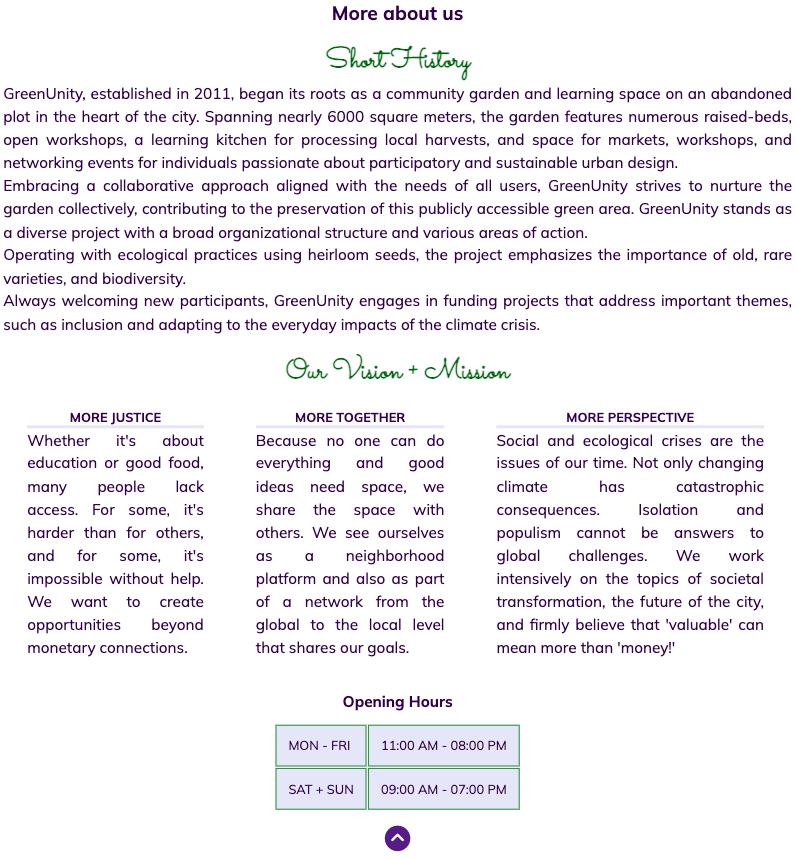 More about us
Short History
GreenUnity, established in 2011, began its roots as a community garden and learning space on an abandoned
plot in the heart of the city. Spanning nearly 6000 square meters, the garden features numerous raised-beds,
open workshops, a learning kitchen for processing local harvests, and space for markets, workshops, and
networking events for individuals passionate about participatory and sustainable urban design.
Embracing a collaborative approach aligned with the needs of all users, GreenUnity strives to nurture the
garden collectively, contributing to the preservation of this publicly accessible green area. GreenUnity stands as
a diverse project with a broad organizational structure and various areas of action.
Operating with ecological practices using heirloom seeds, the project emphasizes the importance of old, rare
varieties, and biodiversity.
Always welcoming new participants, GreenUnity engages in funding projects that address important themes,
such as inclusion and adapting to the everyday impacts of the climate crisis.
Our Vision + Mission
MORE JUSTICE
Whether it's about
education or good food,
many people lack
access. For some, it's
harder than for others,
and for some, it's
impossible without help.
We want to create
opportunities beyond
monetary connections.
MORE TOGETHER
Because no one can do
everything and good
ideas need space, we
share the space with
others. We see ourselves
as a neighborhood
platform and also as part
of a network from the
global to the local level
that shares our goals.
MORE PERSPECTIVE
Social and ecological crises are the
issues of our time. Not only changing
climate has catastrophic
consequences. Isolation and
populism cannot be answers to
global challenges. We work
intensively on the topics of societal
transformation, the future of the city,
and firmly believe that 'valuable' can
mean more than 'money!'
Opening Hours
MON - FRI 11:00 AM - 08:00 PM
SAT + SUN 09:00 AM - 07:00 PM